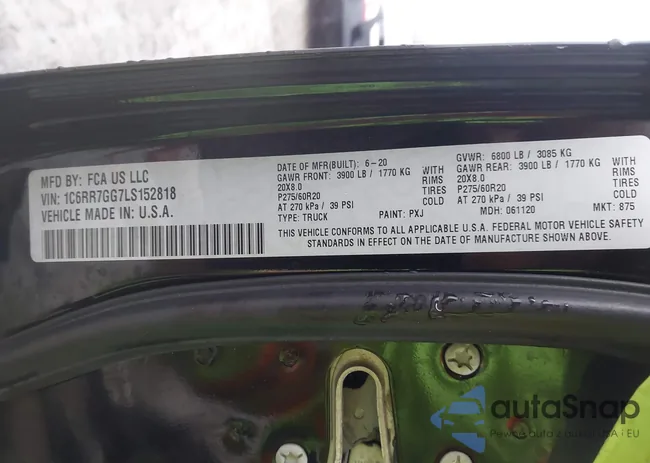 MFD BY: FCA US LLC
VIN: 1C6RR7GG7LS152818
VEHICLE MADE IN: U.S.A.
DATE OF MFR(BUILT): 6-20
GAWR FRONT: 3900 LB / 1770 KG WITH
20X8.0 RIMS
P275/60R20 TIRES
AT 270 kPa / 39 PSI COLD
TYPE: TRUCK PAINT: PXJ
GVWR: 6800 LB / 3085 KG
GAWR REAR: 3900 LB / 1770 KG WITH
20X8.0 RIMS
P275/60R20 TIRES
AT 270 kPa / 39 PSI COLD
MDH: 061120 MKT: 875
THIS VEHICLE CONFORMS TO ALL APPLICABLE U.S.A. FEDERAL MOTOR VEHICLE SAFETY
STANDARDS IN EFFECT ON THE DATE OF MANUFACTURE SHOWN ABOVE.
autoSnap